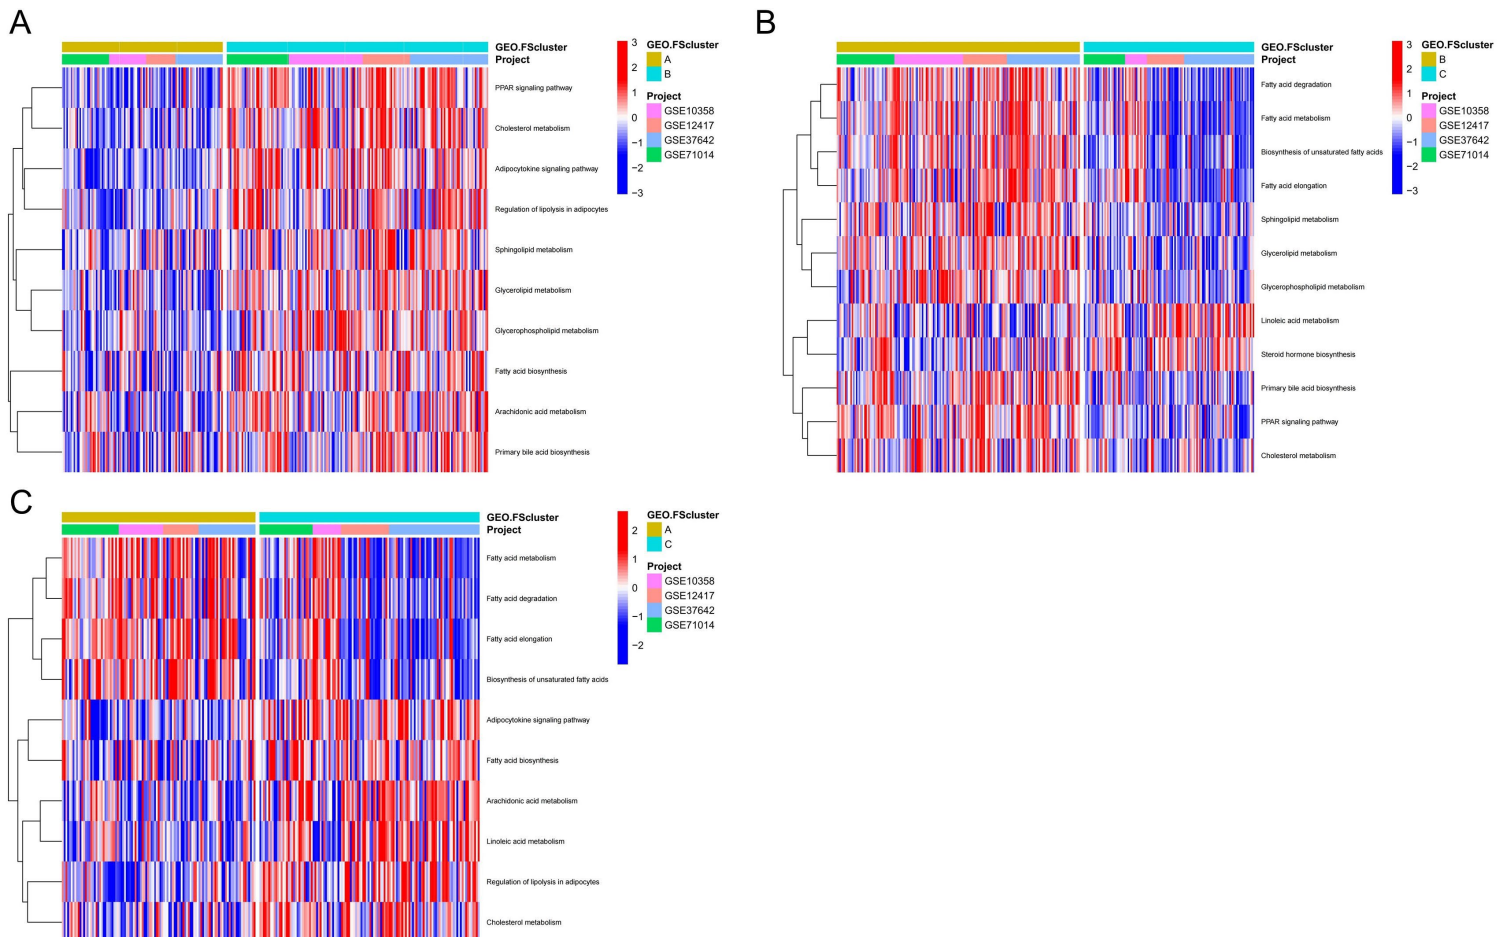 A
GEO.FScluster
Project
PPAR signaling pathway
Cholesterol metabolism
Adipocytokine signaling pathway
Regulation of lipolysis in adipocytes
Sphingolipid metabolism
Glycerolipid metabolism
Glycerophospholipid metabolism
Fatty acid biosynthesis
Arachidonic acid metabolism
Primary bile acid biosynthesis
3
2
1
0
−1
−2
−3
GEO.FScluster
A
B
Project
GSE10358
GSE12417
GSE37642
GSE71014
B
GEO.FScluster
Project
Fatty acid degradation
Fatty acid metabolism
Biosynthesis of unsaturated fatty acids
Fatty acid elongation
Sphingolipid metabolism
Glycerolipid metabolism
Glycerophospholipid metabolism
Linoleic acid metabolism
Steroid hormone biosynthesis
Primary bile acid biosynthesis
PPAR signaling pathway
Cholesterol metabolism
3
2
1
0
−1
−2
−3
GEO.FScluster
B
C
Project
GSE10358
GSE12417
GSE37642
GSE71014
C
GEO.FScluster
Project
Fatty acid metabolism
Fatty acid degradation
Fatty acid elongation
Biosynthesis of unsaturated fatty acids
Adipocytokine signaling pathway
Fatty acid biosynthesis
Arachidonic acid metabolism
Linoleic acid metabolism
Regulation of lipolysis in adipocytes
Cholesterol metabolism
2
1
0
−1
−2
GEO.FScluster
A
C
Project
GSE10358
GSE12417
GSE37642
GSE71014